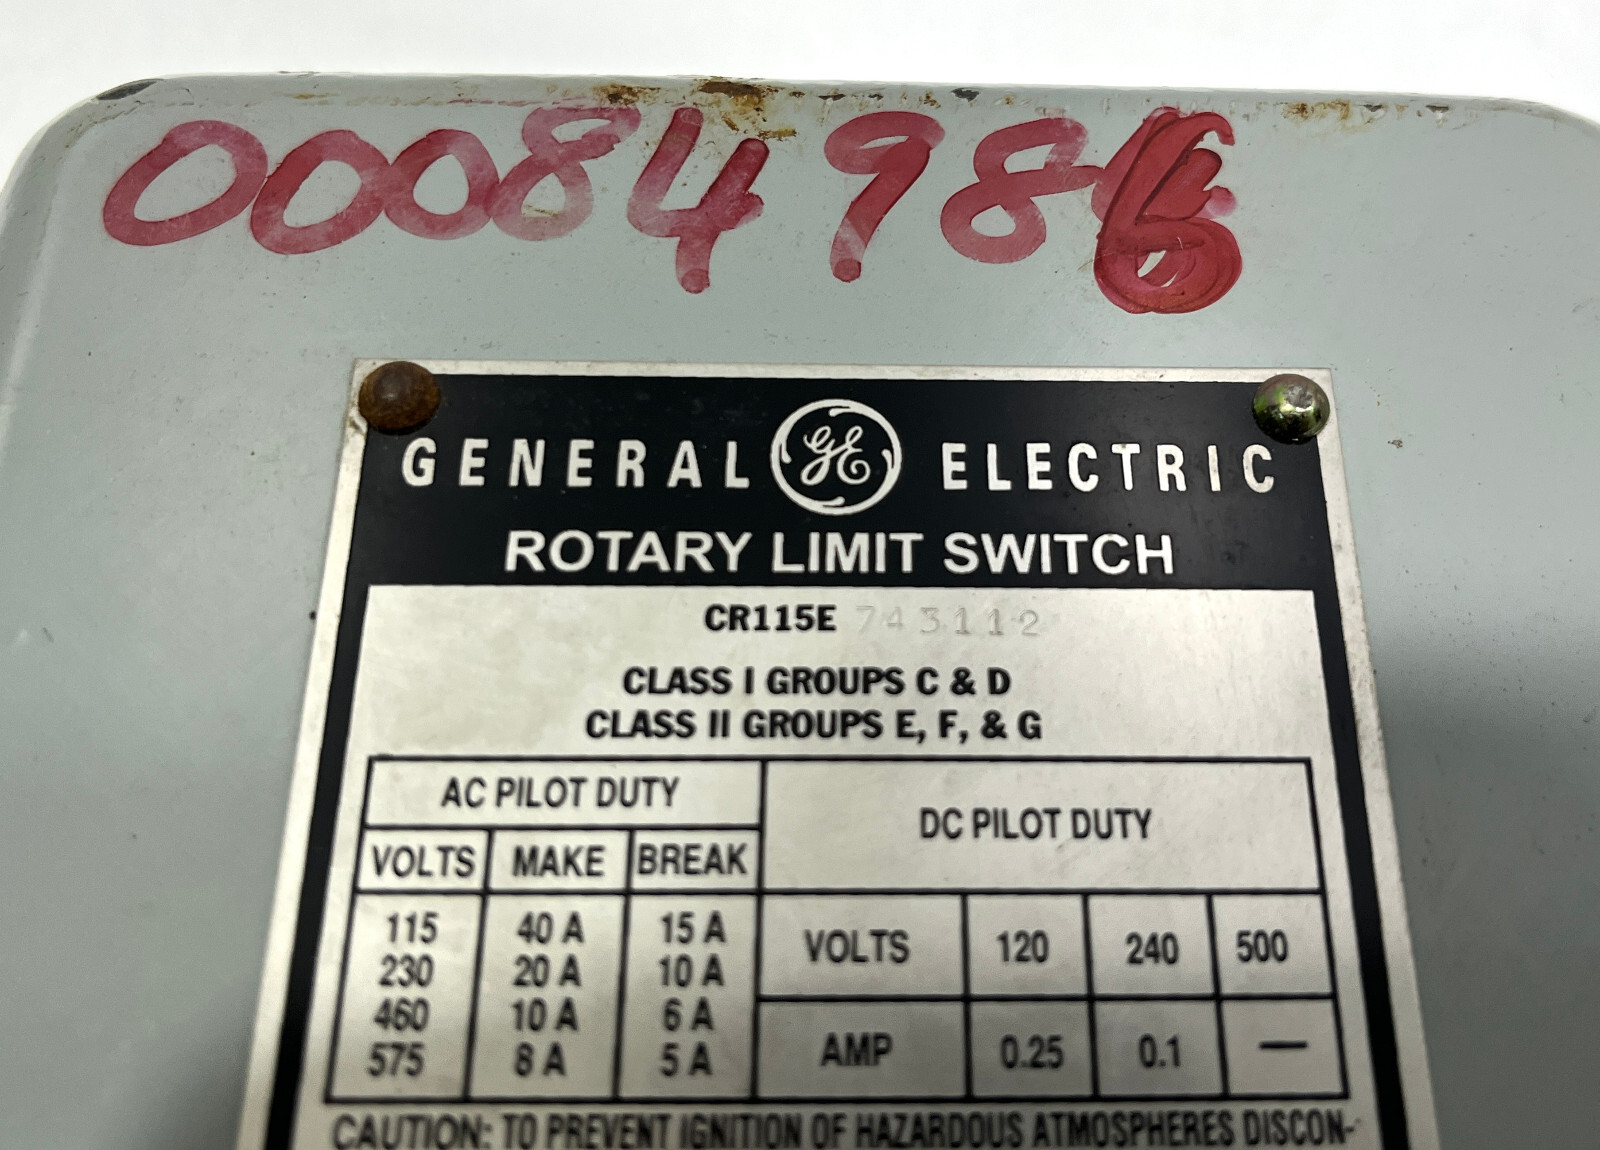 00084986
GENERAL GE ELECTRIC
ROTARY LIMIT SWITCH
CR115E 743112
CLASS I GROUPS C & D
CLASS II GROUPS E, F, & G
AC PILOT DUTY
VOLTS MAKE BREAK
115 40 A 15 A
230 20 A 10 A
460 10 A 6 A
575 8 A 5 A
DC PILOT DUTY
VOLTS 120 240 500
AMP 0.25 0.1 —
CAUTION: TO PREVENT IGNITION OF HAZARDOUS ATMOSPHERES DISCON-